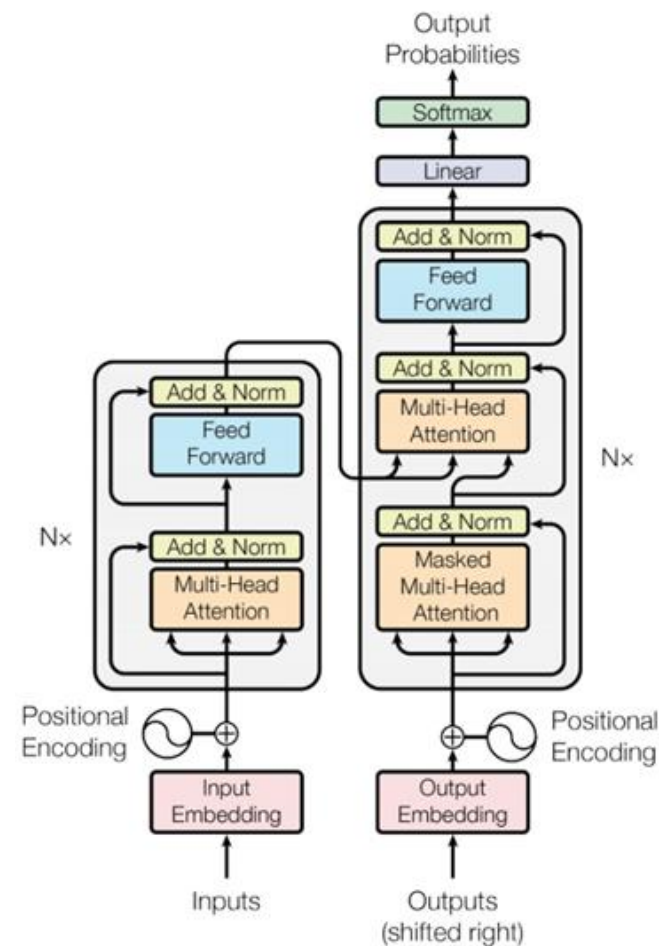 Output
Probabilities
Softmax
Linear
Add & Norm
Feed
Forward
Add & Norm
Multi-Head
Attention
Add & Norm
Masked
Multi-Head
Attention
N×
Add & Norm
Feed
Forward
Add & Norm
Multi-Head
Attention
N×
Positional
Encoding
Positional
Encoding
Input
Embedding
Output
Embedding
Inputs
Outputs
(shifted right)